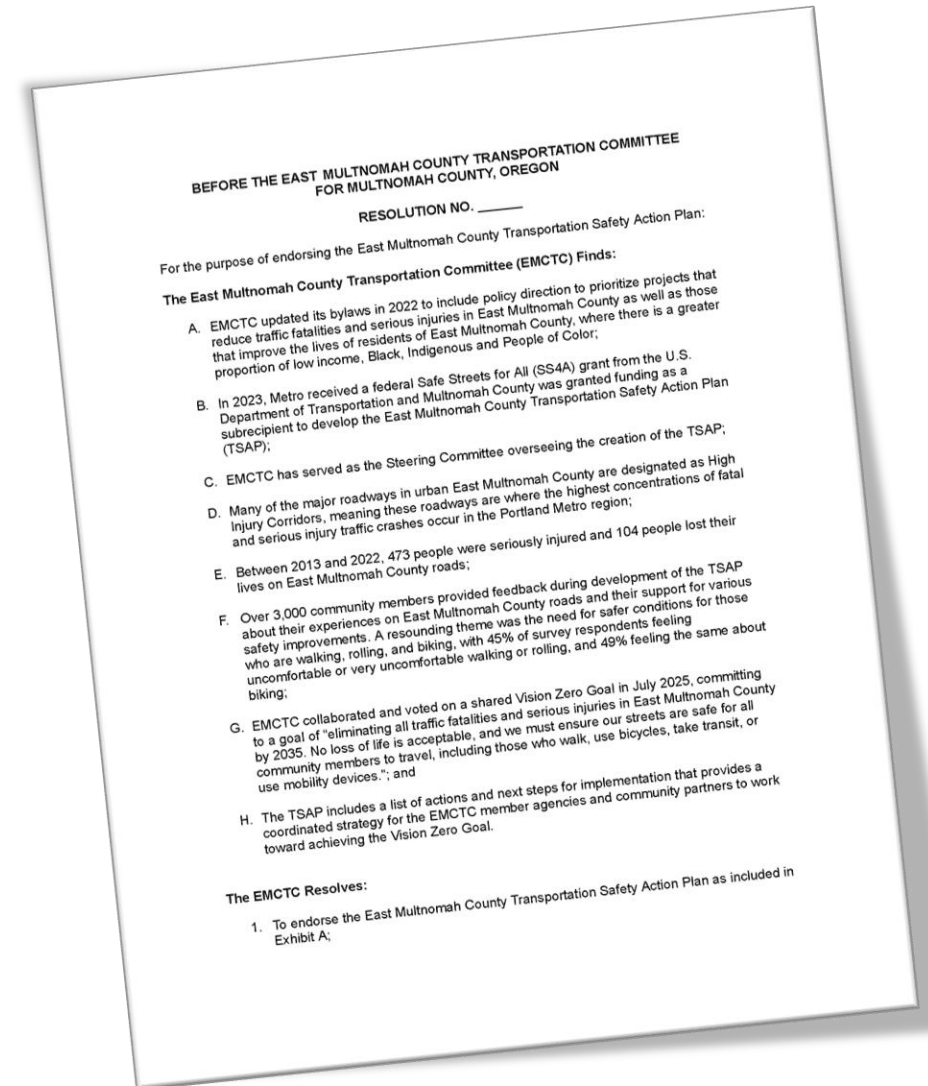 BEFORE THE EAST MULTNOMAH COUNTY TRANSPORTATION COMMITTEE
FOR MULTNOMAH COUNTY, OREGON
RESOLUTION NO. ______
For the purpose of endorsing the East Multnomah County Transportation Safety Action Plan:
The East Multnomah County Transportation Committee (EMCTC) Finds:
A. EMCTC updated its bylaws in 2022 to include policy direction to prioritize projects that
reduce traffic fatalities and serious injuries in East Multnomah County as well as those
that improve the lives of residents of East Multnomah County, where there is a greater
proportion of low income, Black, Indigenous and People of Color;
B. In 2023, Metro received a federal Safe Streets for All (SS4A) grant from the U.S.
Department of Transportation and Multnomah County was granted funding as a
subrecipient to develop the East Multnomah County Transportation Safety Action Plan
(TSAP);
C. EMCTC has served as the Steering Committee overseeing the creation of the TSAP;
D. Many of the major roadways in urban East Multnomah County are designated as High
Injury Corridors, meaning these roadways are where the highest concentrations of fatal
and serious injury traffic crashes occur in the Portland Metro region;
E. Between 2013 and 2022, 473 people were seriously injured and 104 people lost their
lives on East Multnomah County roads;
F. Over 3,000 community members provided feedback during development of the TSAP
about their experiences on East Multnomah County roads and their support for various
safety improvements. A resounding theme was the need for safer conditions for those
who are walking, rolling, and biking, with 45% of survey respondents feeling
uncomfortable or very uncomfortable walking or rolling, and 49% feeling the same about
biking;
G. EMCTC collaborated and voted on a shared Vision Zero Goal in July 2025, committing
to a goal of "eliminating all traffic fatalities and serious injuries in East Multnomah County
by 2035. No loss of life is acceptable, and we must ensure our streets are safe for all
community members to travel, including those who walk, use bicycles, take transit, or
use mobility devices."; and
H. The TSAP includes a list of actions and next steps for implementation that provides a
coordinated strategy for the EMCTC member agencies and community partners to work
toward achieving the Vision Zero Goal.
The EMCTC Resolves:
1. To endorse the East Multnomah County Transportation Safety Action Plan as included in
Exhibit A;